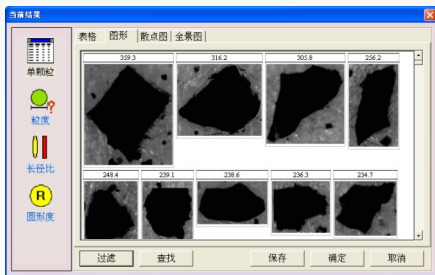 当前结果
表格 图形 散点图 全景图
单颗粒
粒度
长径比
R
圆形度
359.3 316.2 305.8 256.2
248.4 239.1 238.6 236.3 234.7
过滤 查找 保存 确定 取消